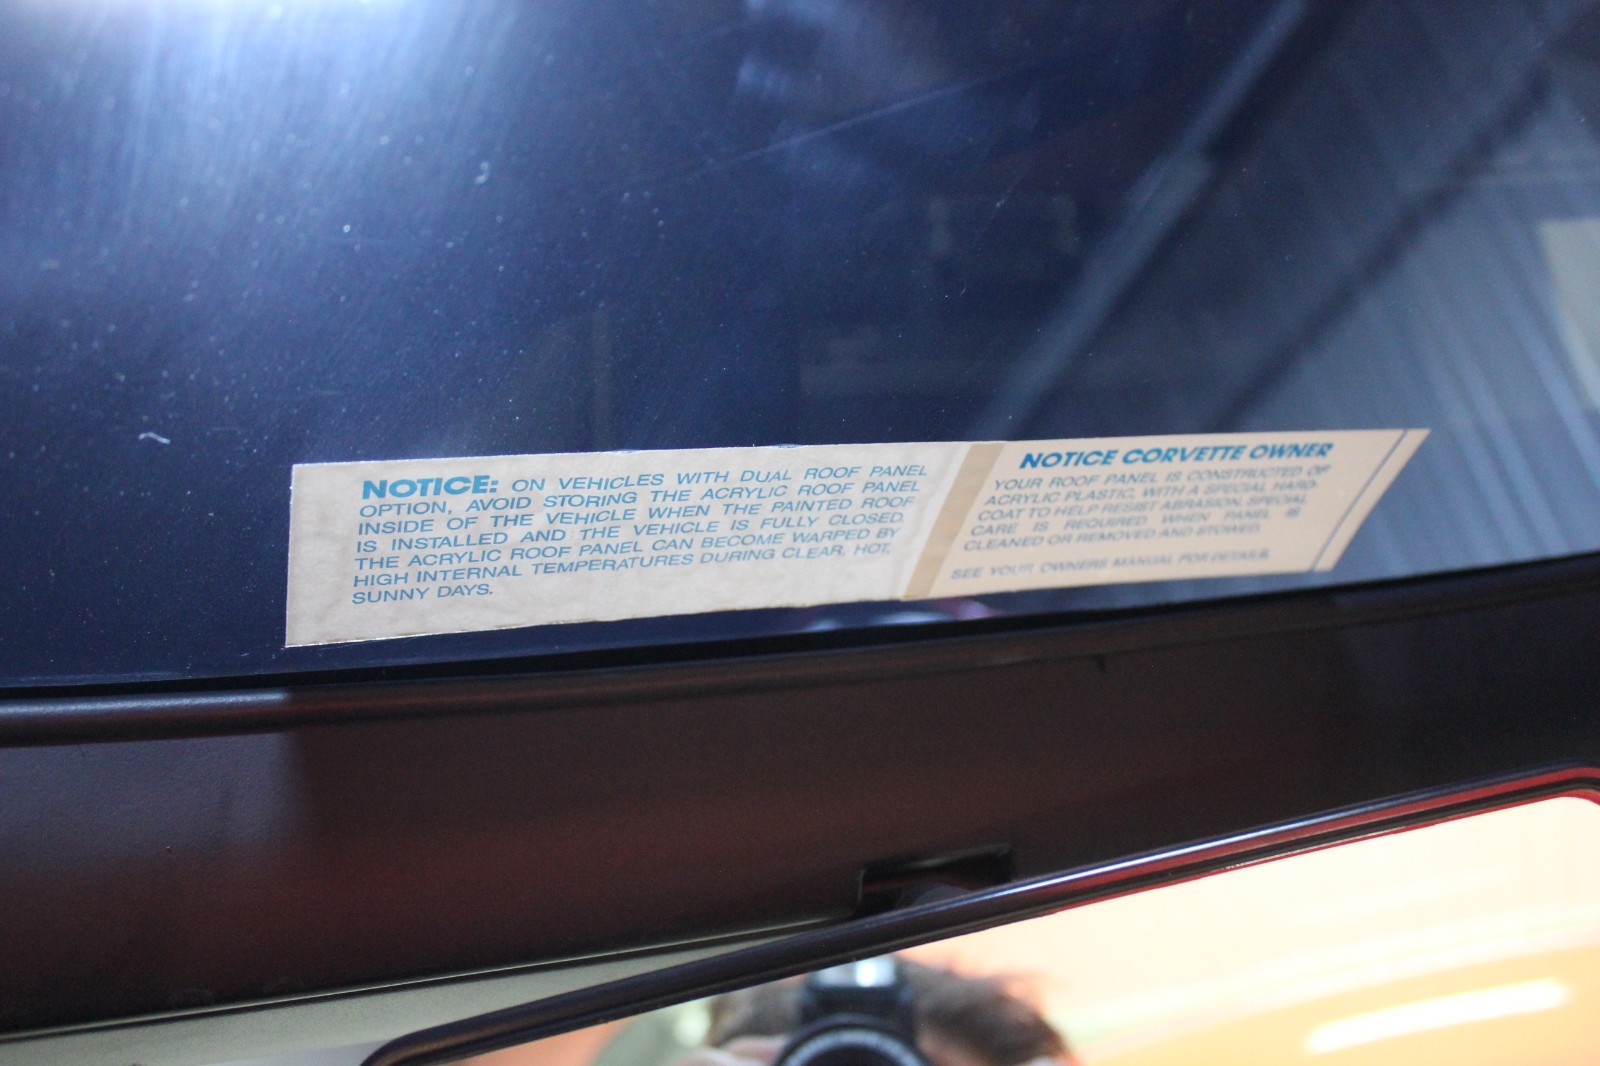 NOTICE: ON VEHICLES WITH DUAL ROOF PANEL
OPTION, AVOID STORING THE ACRYLIC ROOF PANEL
INSIDE OF THE VEHICLE WHEN THE PAINTED ROOF
IS INSTALLED AND THE VEHICLE IS FULLY CLOSED.
THE ACRYLIC ROOF PANEL CAN BECOME WARPED BY
HIGH INTERNAL TEMPERATURES DURING CLEAR, HOT,
SUNNY DAYS.
NOTICE CORVETTE OWNER
YOUR ROOF PANEL IS CONSTRUCTED OF
ACRYLIC PLASTIC, WITH A SPECIAL HARD
COAT TO HELP RESIST ABRASION. SPECIAL
CARE IS REQUIRED WHEN PANEL IS
CLEANED OR REMOVED AND STORED.
SEE YOUR OWNERS MANUAL FOR DETAILS.